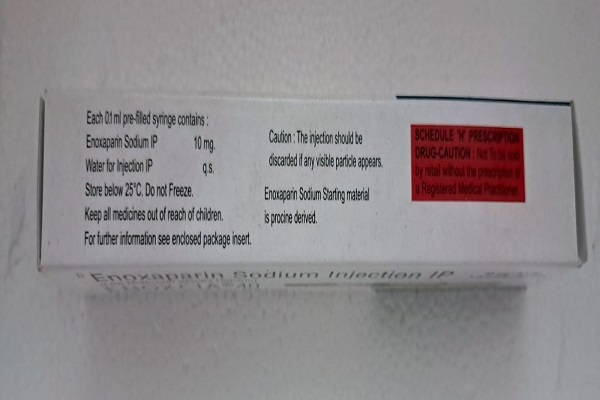 Each 0.1 ml pre-filled syringe contains :
Enoxaparin Sodium IP 10 mg.
Water for Injection IP q.s.
Store below 25°C. Do not Freeze.
Keep all medicines out of reach of children.
For further information see enclosed package insert.
Caution : The injection should be
discarded if any visible particle appears.
Enoxaparin Sodium Starting material
is procine derived.
SCHEDULE 'H' PRESCRIPTION
DRUG-CAUTION : Not To be sold
by retail without the prescription of
a Registered Medical Practitioner.
Enoxaparin Sodium Injection IP